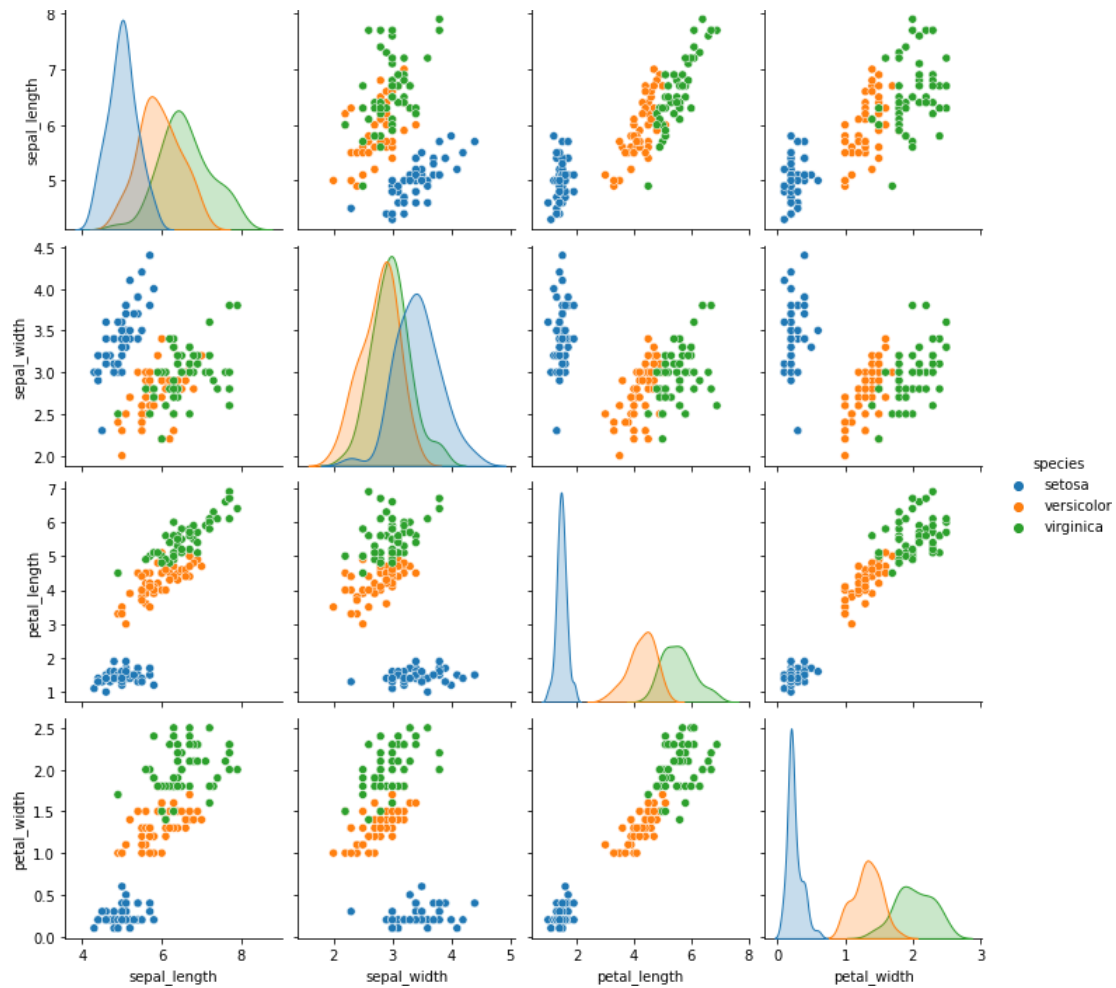 8
7
6
5
sepal_length
4.5
4.0
3.5
3.0
2.5
2.0
sepal_width
7
6
5
4
3
2
1
petal_length
2.5
2.0
1.5
1.0
0.5
0.0
petal_width
4 6 8
sepal_length
2 3 4 5
sepal_width
2 4 6 8
petal_length
0 1 2 3
petal_width
species
setosa
versicolor
virginica